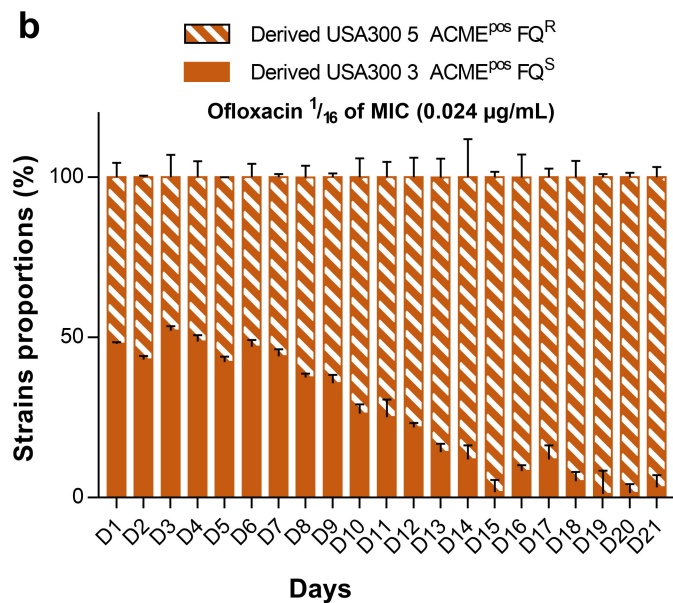 b
Derived USA300 5 ACMEpos FQR
Derived USA300 3 ACMEpos FQS
Ofloxacin 1/16 of MIC (0.024 µg/mL)
Strains proportions (%)
100
50
0
D1 D2 D3 D4 D5 D6 D7 D8 D9 D10 D11 D12 D13 D14 D15 D16 D17 D18 D19 D20 D21
Days